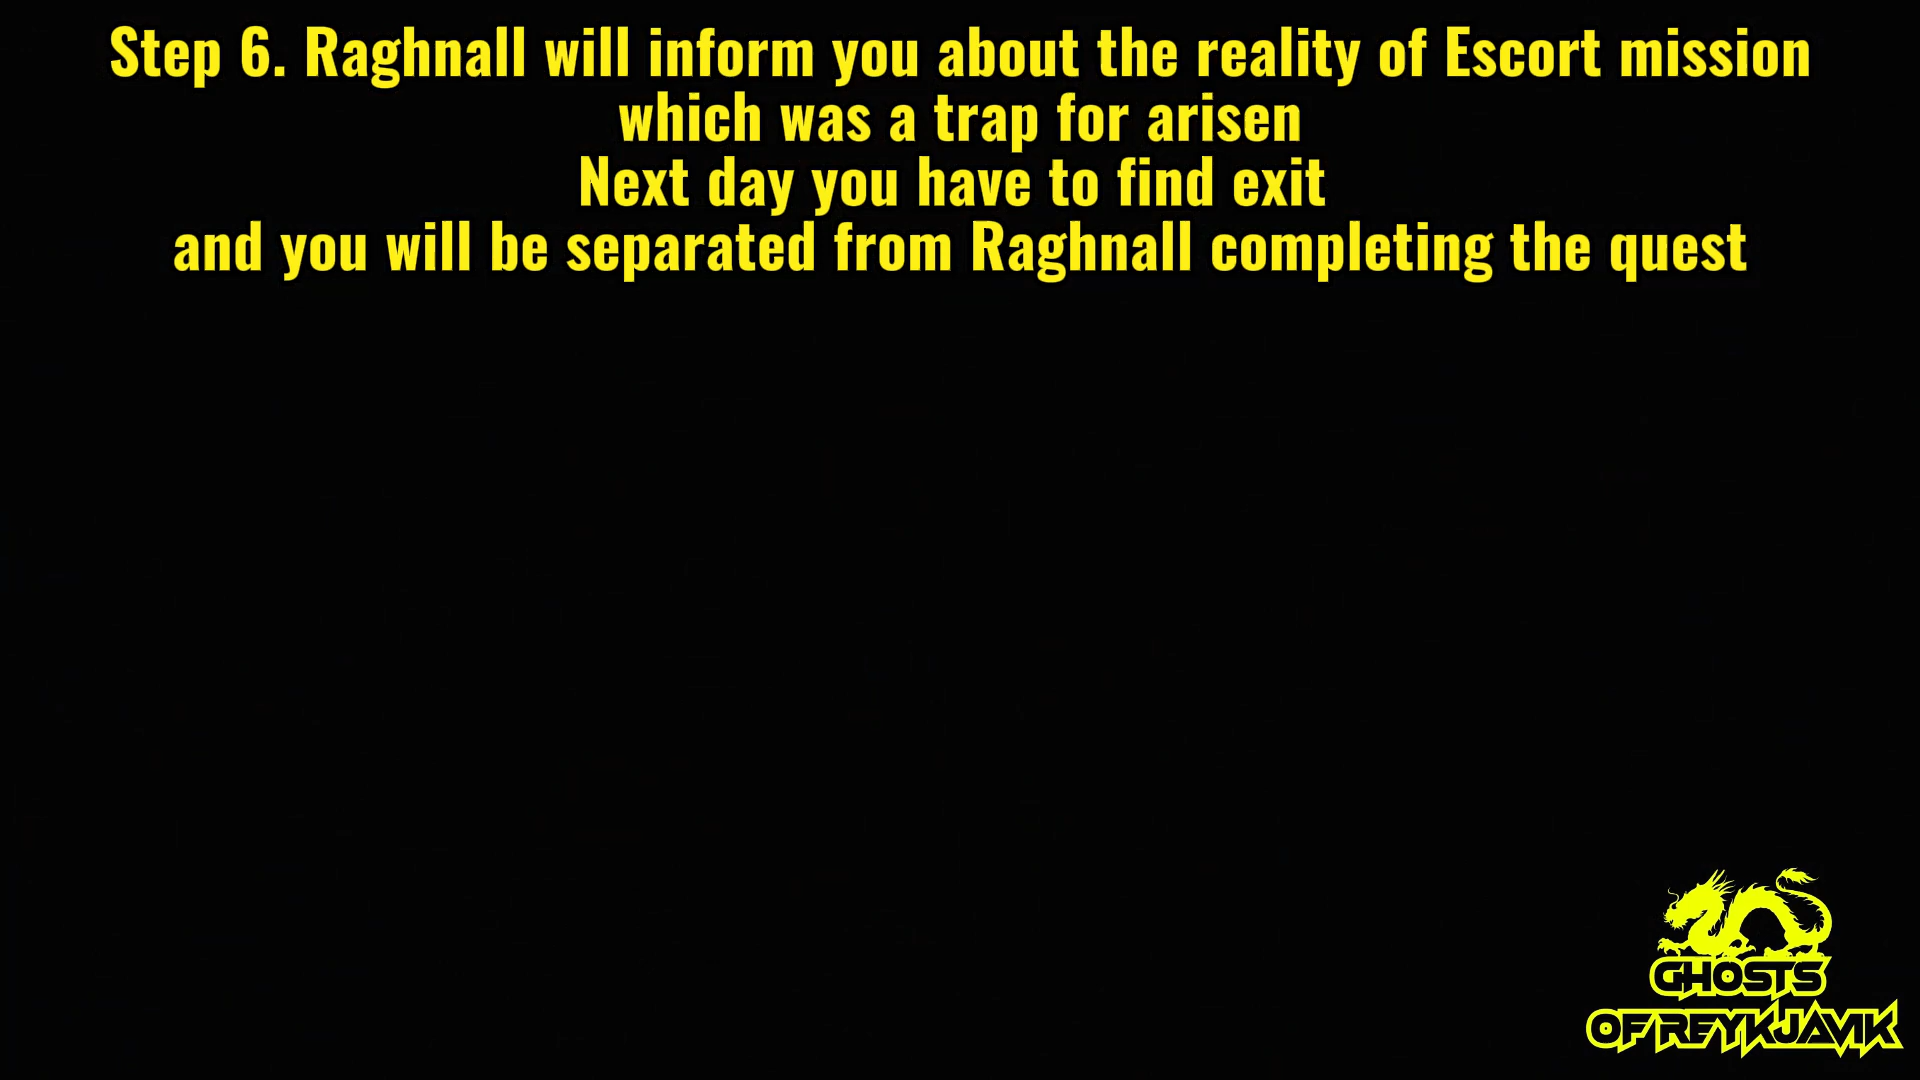 Step 6. Raghnall will inform you about the reality of Escort mission
which was a trap for arisen
Next day you have to find exit
and you will be separated from Raghnall completing the quest
GHOSTS
OF REYKJAVIK